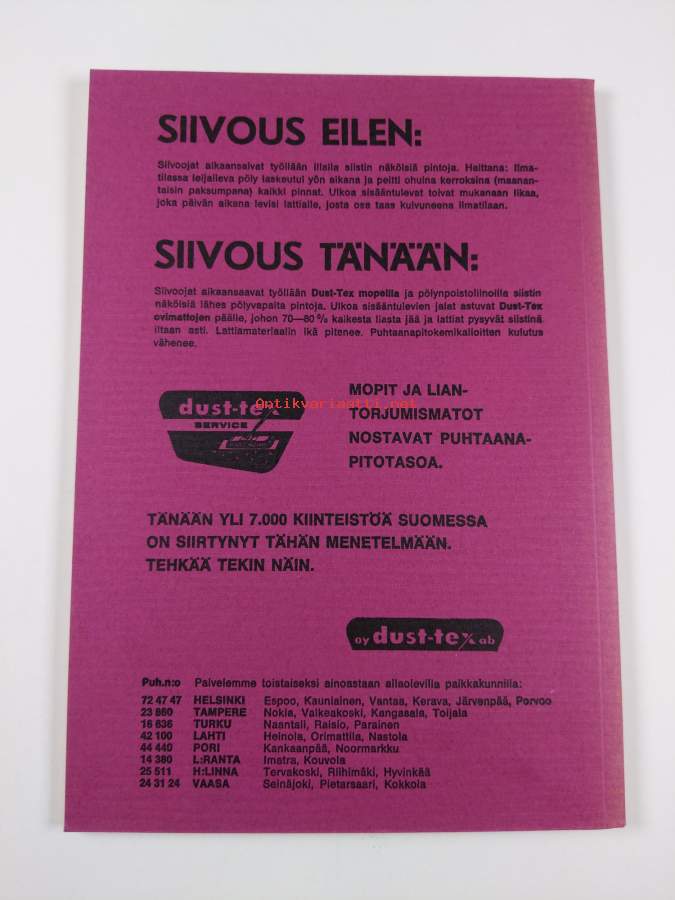 SIIVOUS EILEN:
Siivoojat aikaansaivat työllään illalla siistin näköisiä pintoja. Haittana: Ilma-
tilassa leijaileva pöly laskeutui yön aikana ja peitti ohuina kerroksina (maanan-
taisin paksumpana) kaikki pinnat. Ulkoa sisääntulevat toivat mukanaan likaa,
joka päivän aikana levisi lattialle, josta osa taas kuivuneena ilmatilaan.
SIIVOUS TÄNÄÄN:
Siivoojat aikaansaavat työllään Dust-Tex mopeilla ja pölynpoistoliinoilla siistin
näköisiä lähes pölyvapaita pintoja. Ulkoa sisääntulevien jalat astuvat Dust-Tex
ovimattojen päälle, johon 70—80 % kaikesta liasta jää ja lattiat pysyvät siistinä
iltaan asti. Lattiamateriaalin ikä pitenee. Puhtaanapitokemikalioitten kulutus
vähenee.
dust-tex
SERVICE
Antikvariaatti.net
MOPIT JA LIAN-
TORJUMISMATOT
NOSTAVAT PUHTAANA-
PITOTASOA.
TÄNÄÄN YLI 7.000 KIINTEISTÖÄ SUOMESSA
ON SIIRTYNYT TÄHÄN MENETELMÄÄN.
TEHKÄÄ TEKIN NÄIN.
oy dust-tex ab
Puh.n:o Palvelemme toistaiseksi ainoastaan allaolevilla paikkakunnilla:
72 47 47 HELSINKI Espoo, Kauniainen, Vantaa, Kerava, Järvenpää, Porvoo
23 860 TAMPERE Nokia, Valkeakoski, Kangasala, Toijala
16 636 TURKU Naantali, Raisio, Parainen
42 100 LAHTI Heinola, Orimattila, Nastola
44 440 PORI Kankaanpää, Noormarkku
14 380 L:RANTA Imatra, Kouvola
25 511 H:LINNA Tervakoski, Riihimäki, Hyvinkää
24 31 24 VAASA Seinäjoki, Pietarsaari, Kokkola